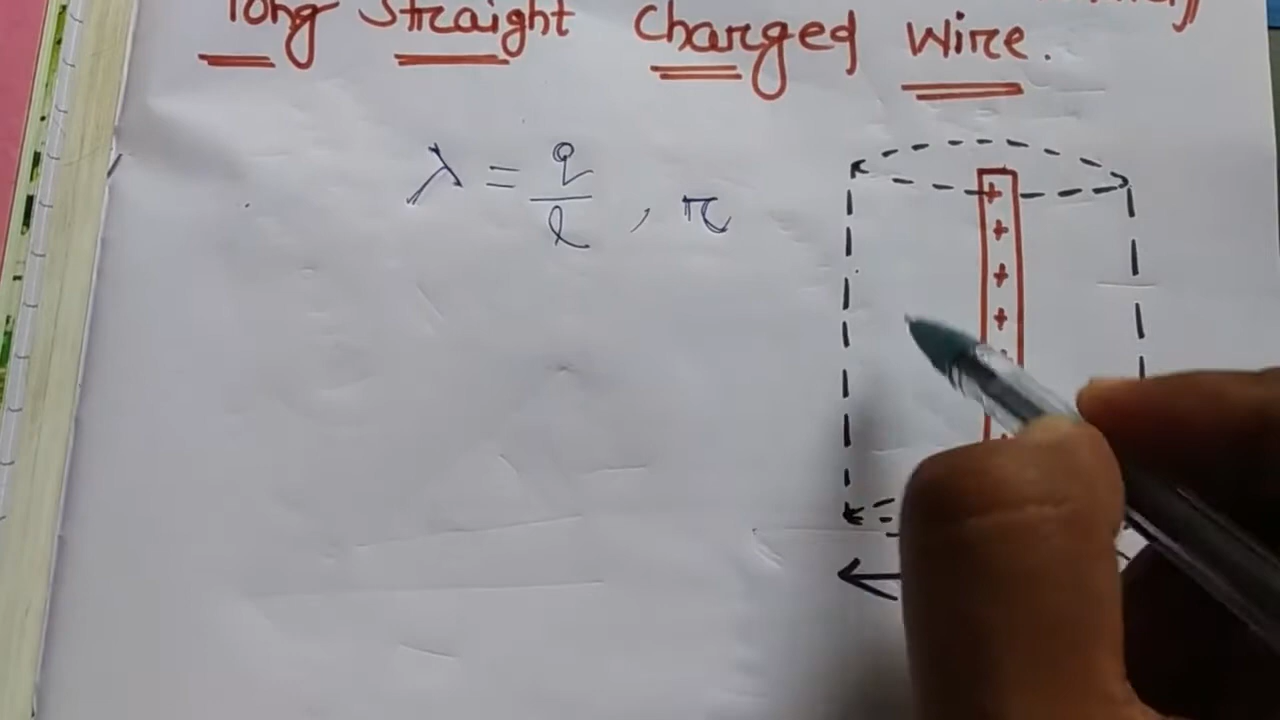 long straight charged wire.
λ = q/l , r
+
+
+
+